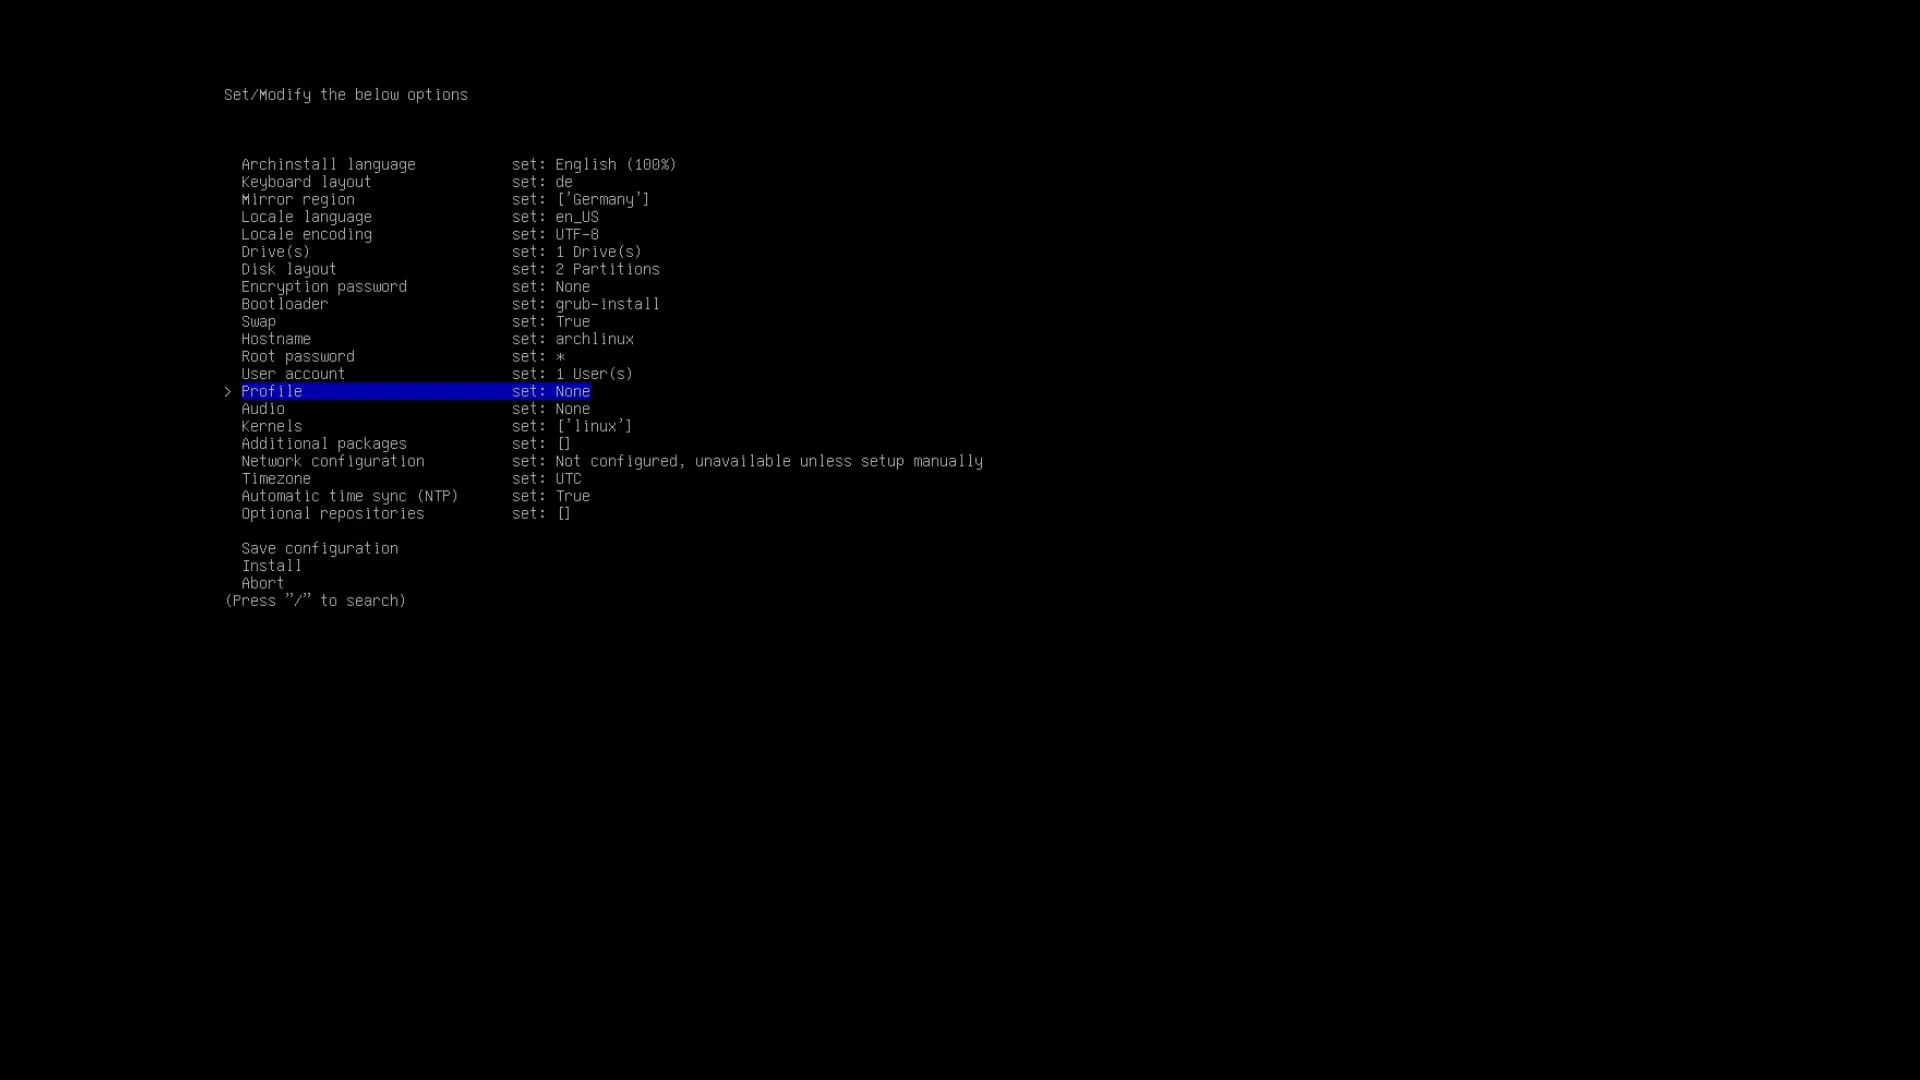 Set/Modify the below options
Archinstall language set: English (100%)
Keyboard layout set: de
Mirror region set: ['Germany']
Locale language set: en_US
Locale encoding set: UTF-8
Drive(s) set: 1 Drive(s)
Disk layout set: 2 Partitions
Encryption password set: None
Bootloader set: grub-install
Swap set: True
Hostname set: archlinux
Root password set: *
User account set: 1 User(s)
> Profile set: None
Audio set: None
Kernels set: ['linux']
Additional packages set: []
Network configuration set: Not configured, unavailable unless setup manually
Timezone set: UTC
Automatic time sync (NTP) set: True
Optional repositories set: []
Save configuration
Install
Abort
(Press "/" to search)